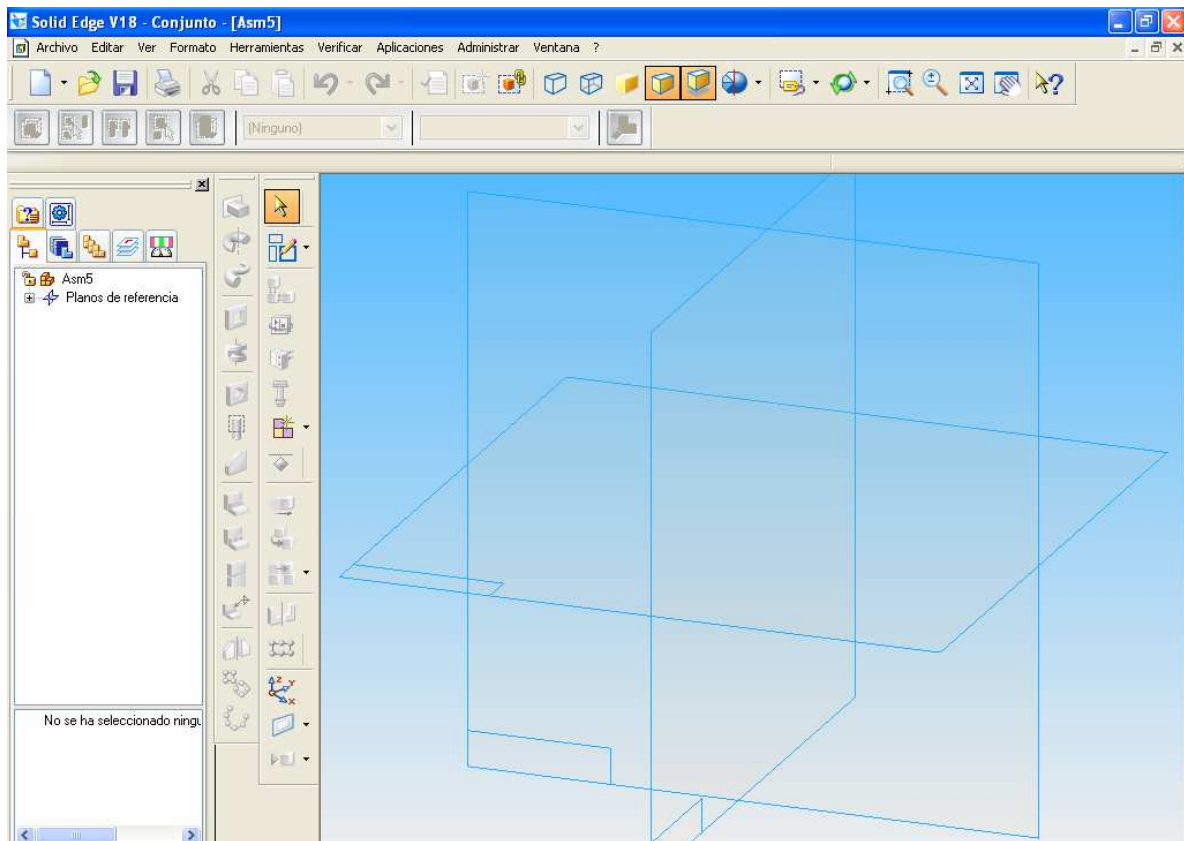 Solid Edge V18 - Conjunto - [Asm5]
Archivo Editar Ver Formato Herramientas Verificar Aplicaciones Administrar Ventana ?
(Ninguno)
Asm5
Planos de referencia
No se ha seleccionado ningu